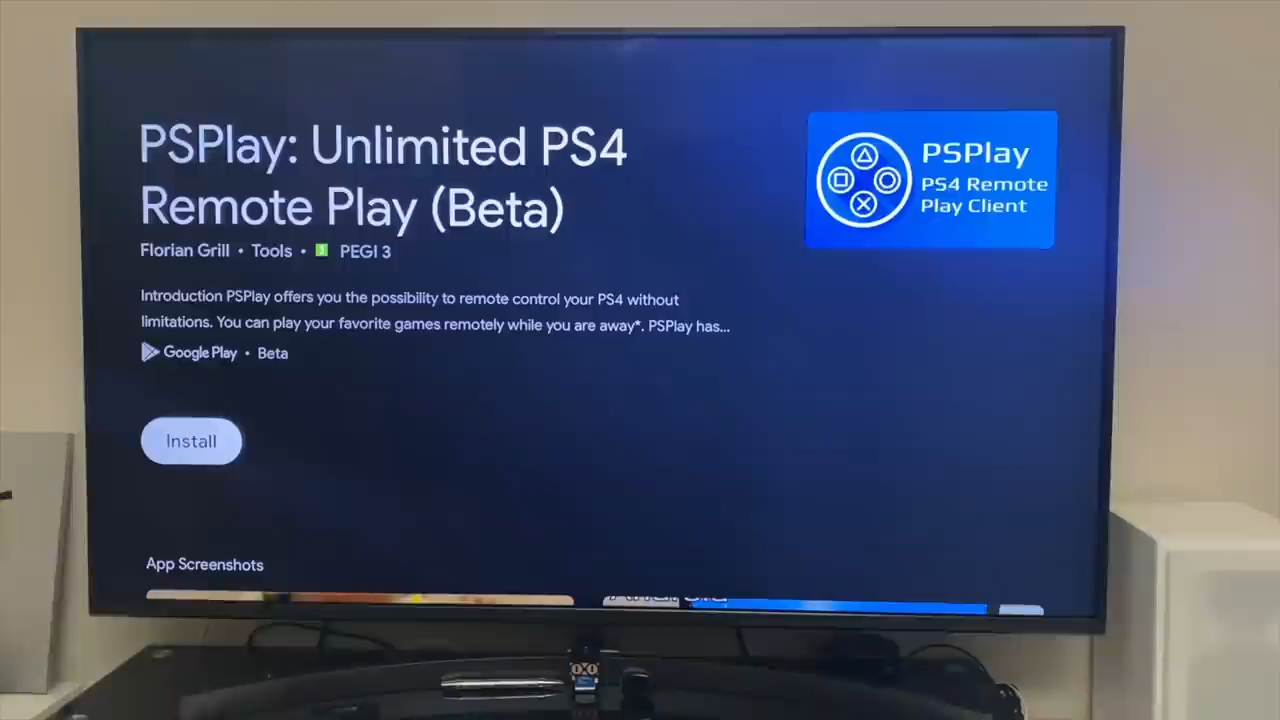 PSPlay: Unlimited PS4
Remote Play (Beta)
Florian Grill • Tools • 3 PEGI 3
Introduction PSPlay offers you the possibility to remote control your PS4 without
limitations. You can play your favorite games remotely while you are away*. PSPlay has...
Google Play • Beta
Install
App Screenshots
PSPlay
PS4 Remote
Play Client